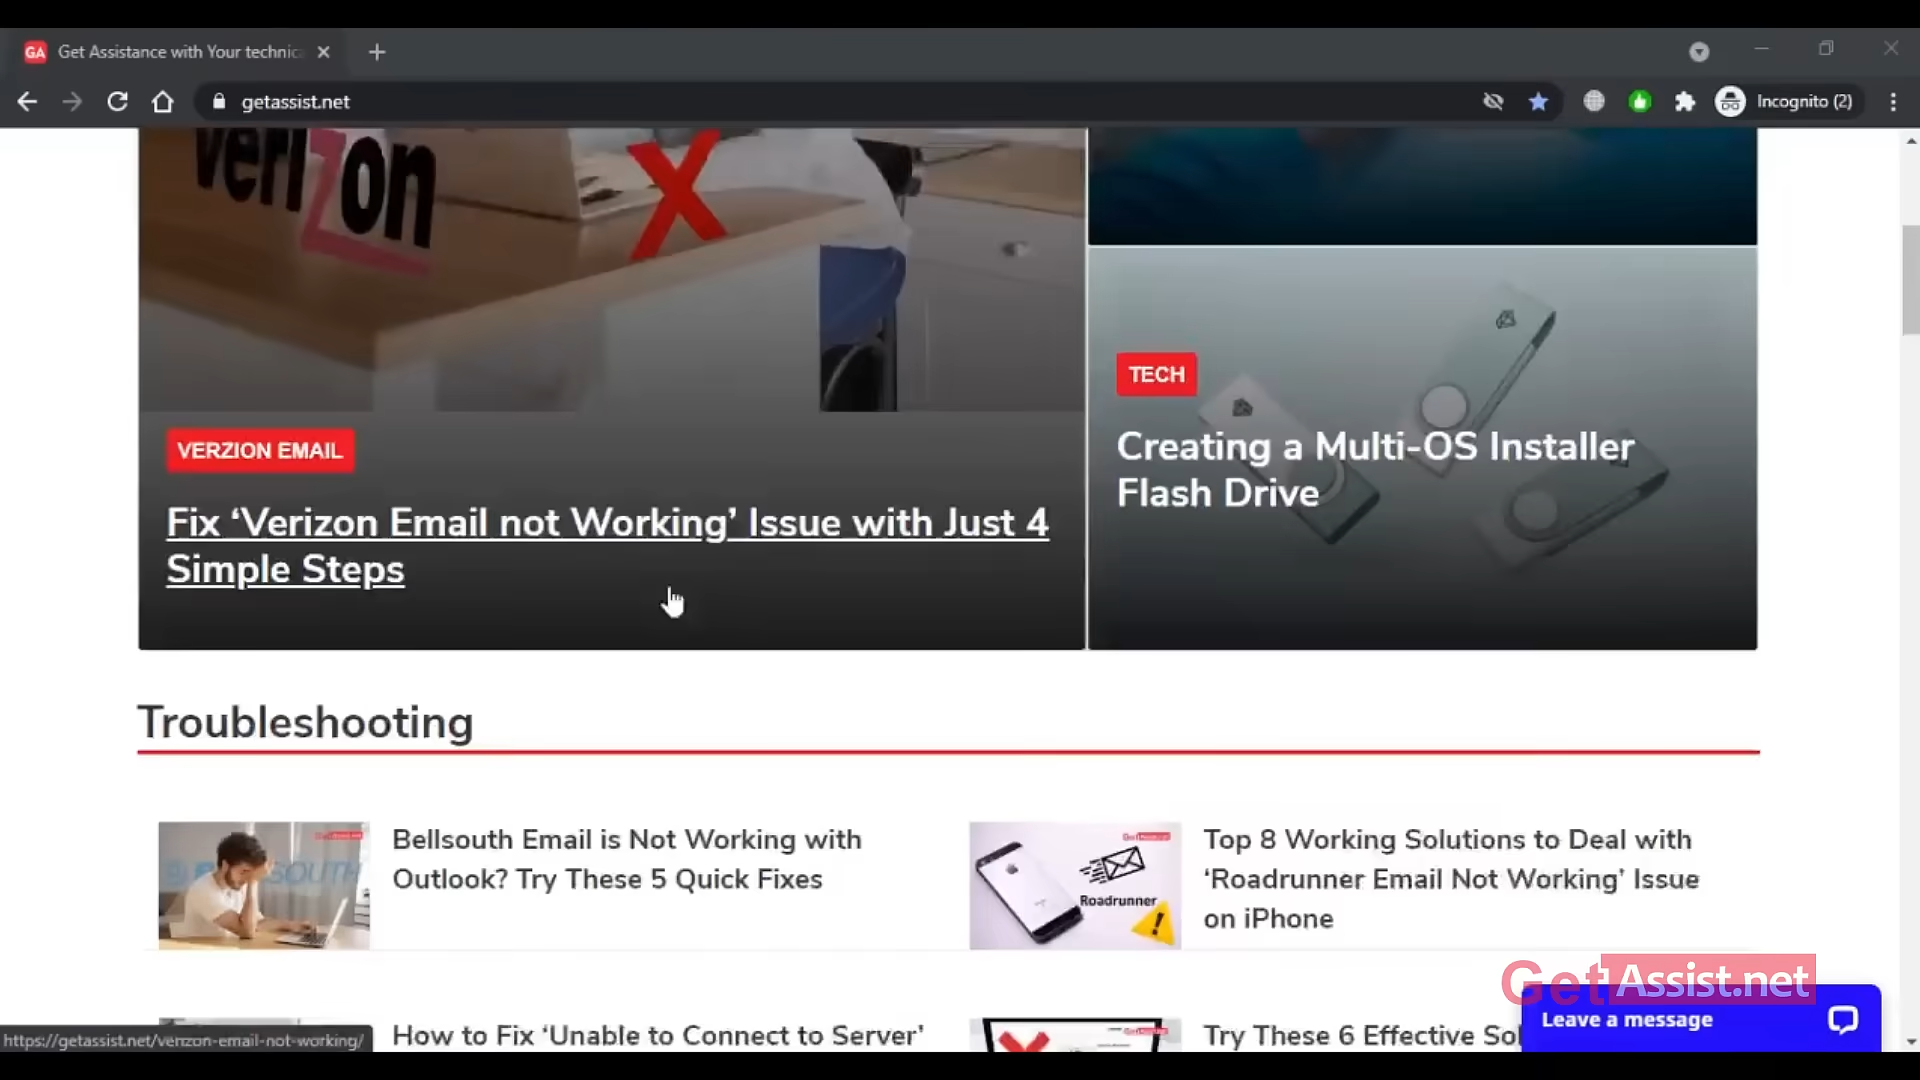 GA Get Assistance with Your technica
getassist.net
Incognito (2)
verizon
X
VERZION EMAIL
Fix ‘Verizon Email not Working’ Issue with Just 4
Simple Steps
TECH
Creating a Multi-OS Installer
Flash Drive
Troubleshooting
Bellsouth Email is Not Working with
Outlook? Try These 5 Quick Fixes
Roadrunner
Top 8 Working Solutions to Deal with
‘Roadrunner Email Not Working’ Issue
on iPhone
GetAssist.net
Leave a message
How to Fix ‘Unable to Connect to Server’
Try These 6 Effective Sol
https://getassist.net/verizon-email-not-working/